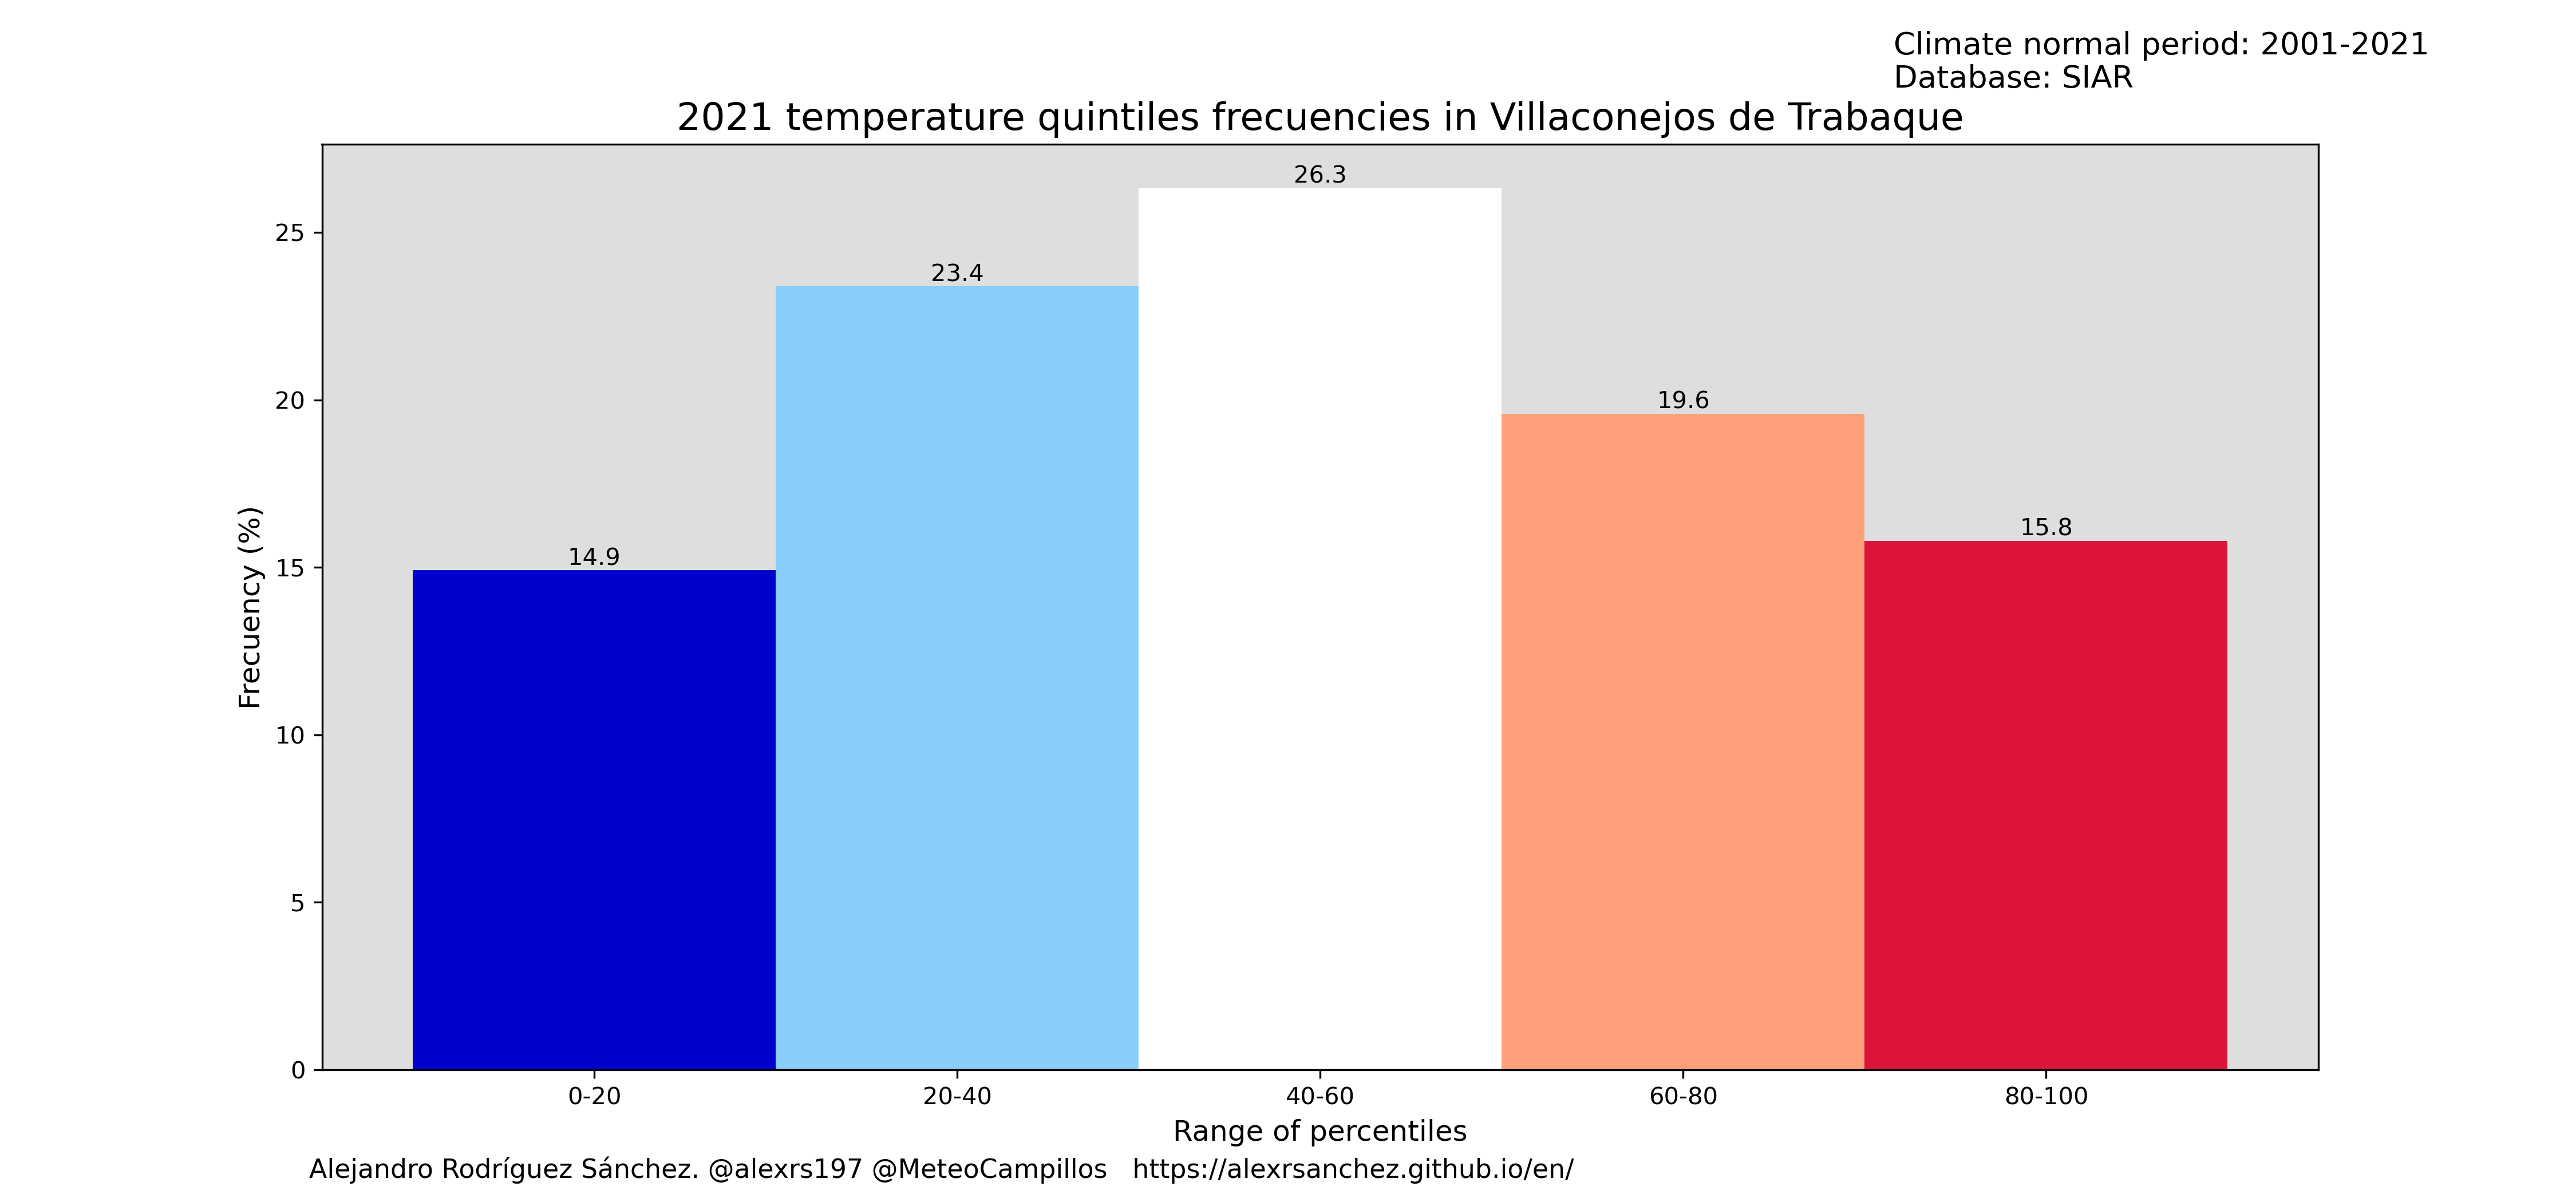 Climate normal period: 2001-2021
Database: SIAR
2021 temperature quintiles frecuencies in Villaconejos de Trabaque
26.3
25
23.4
20
19.6
15.8
14.9
15
Frecuency (%)
10
5
0
0-20 20-40 40-60 60-80 80-100
Range of percentiles
Alejandro Rodríguez Sánchez. @alexrs197 @MeteoCampillos https://alexrsanchez.github.io/en/